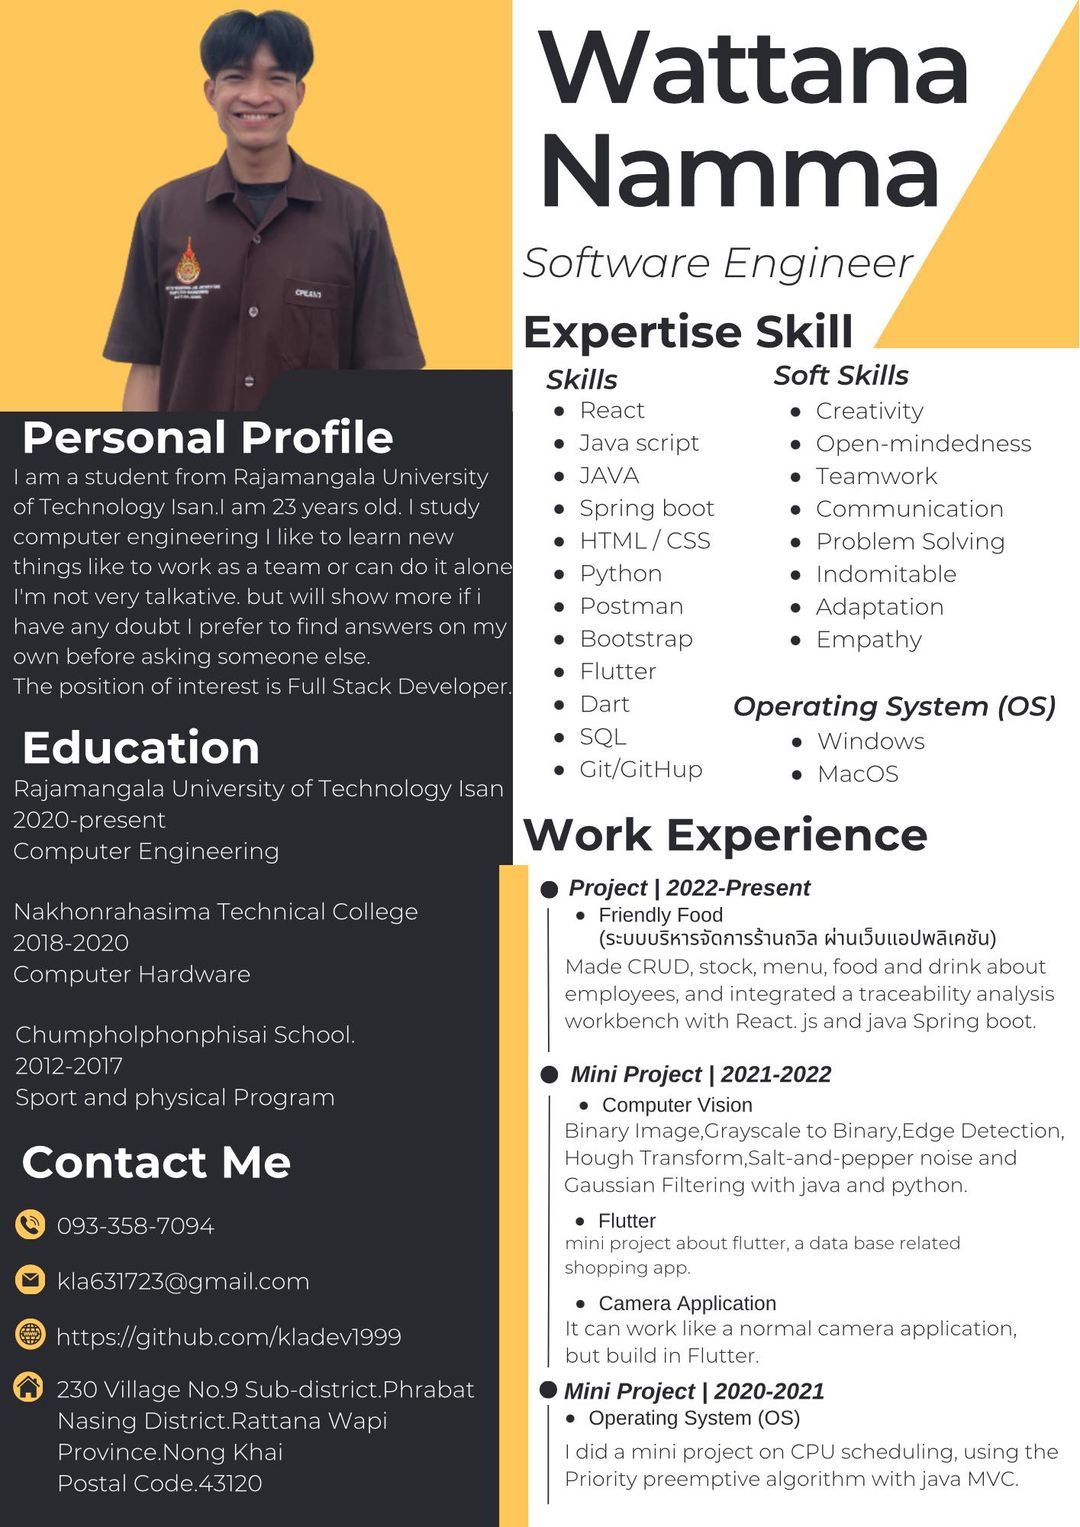 Wattana
Namma
Software Engineer
Expertise Skill
Skills
React
Java script
JAVA
Spring boot
HTML / CSS
Python
Postman
Bootstrap
Flutter
Dart
SQL
Git/GitHup
Soft Skills
Creativity
Open-mindedness
Teamwork
Communication
Problem Solving
Indomitable
Adaptation
Empathy
Operating System (OS)
Windows
MacOS
Personal Profile
I am a student from Rajamangala University
of Technology Isan.I am 23 years old. I study
computer engineering I like to learn new
things like to work as a team or can do it alone
I'm not very talkative. but will show more if i
have any doubt I prefer to find answers on my
own before asking someone else.
The position of interest is Full Stack Developer.
Education
Rajamangala University of Technology Isan
2020-present
Computer Engineering
Nakhonrahasima Technical College
2018-2020
Computer Hardware
Chumpholphonphisai School.
2012-2017
Sport and physical Program
Contact Me
093-358-7094
kla631723@gmail.com
https://github.com/kladev1999
230 Village No.9 Sub-district.Phrabat
Nasing District.Rattana Wapi
Province.Nong Khai
Postal Code.43120
Work Experience
Project | 2022-Present
Friendly Food
(ระบบบริหารจัดการร้านถวิล ผ่านเว็บแอปพลิเคชัน)
Made CRUD, stock, menu, food and drink about
employees, and integrated a traceability analysis
workbench with React. js and java Spring boot.
Mini Project | 2021-2022
Computer Vision
Binary Image,Grayscale to Binary,Edge Detection,
Hough Transform,Salt-and-pepper noise and
Gaussian Filtering with java and python.
Flutter
mini project about flutter, a data base related
shopping app.
Camera Application
It can work like a normal camera application,
but build in Flutter.
Mini Project | 2020-2021
Operating System (OS)
I did a mini project on CPU scheduling, using the
Priority preemptive algorithm with java MVC.